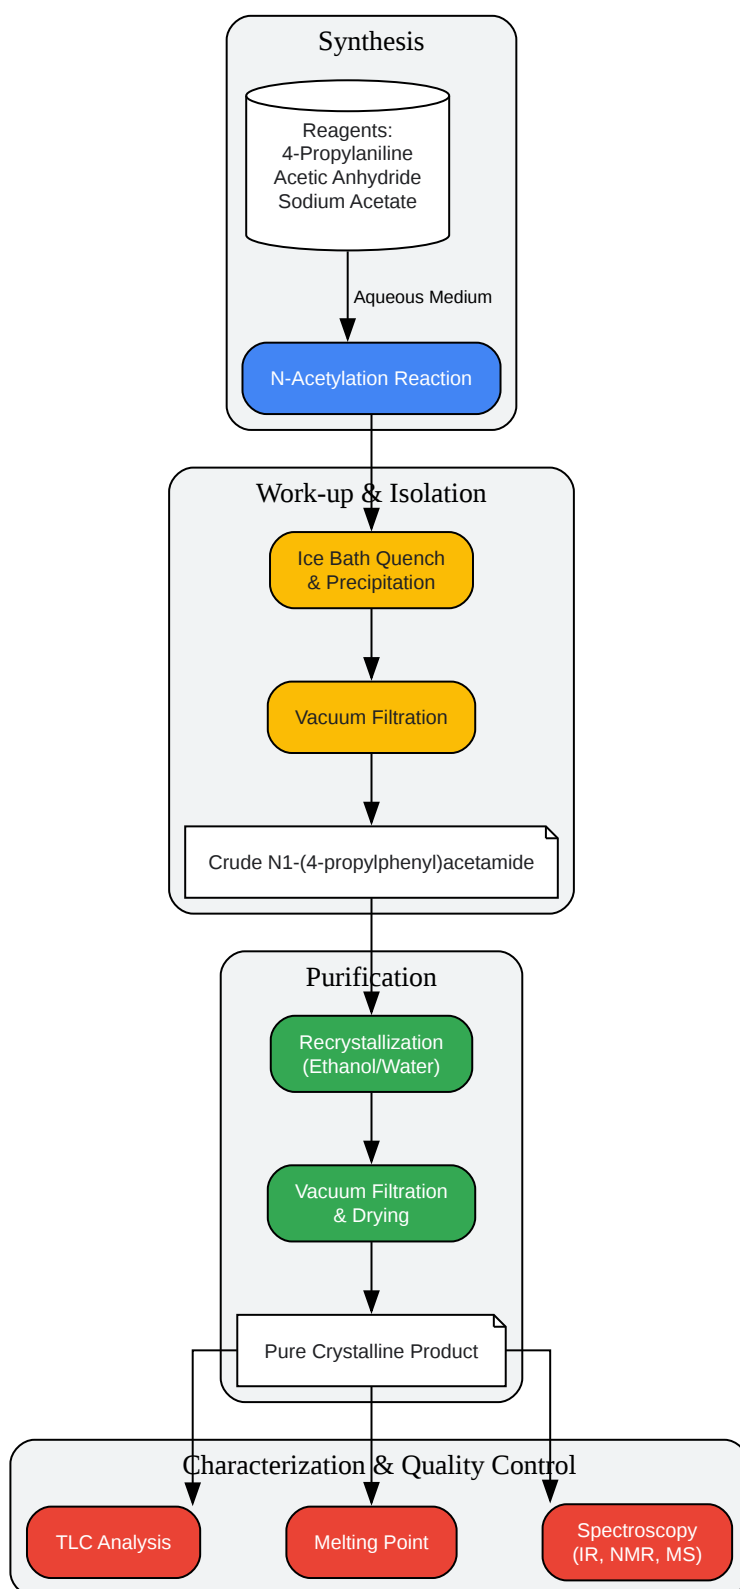 Synthesis
Reagents:
4-Propylaniline
Acetic Anhydride
Sodium Acetate
Aqueous Medium
N-Acetylation Reaction
Work-up & Isolation
Ice Bath Quench
& Precipitation
Vacuum Filtration
Crude N1-(4-propylphenyl)acetamide
Purification
Recrystallization
(Ethanol/Water)
Vacuum Filtration
& Drying
Pure Crystalline Product
Characterization & Quality Control
TLC Analysis
Melting Point
Spectroscopy
(IR, NMR, MS)